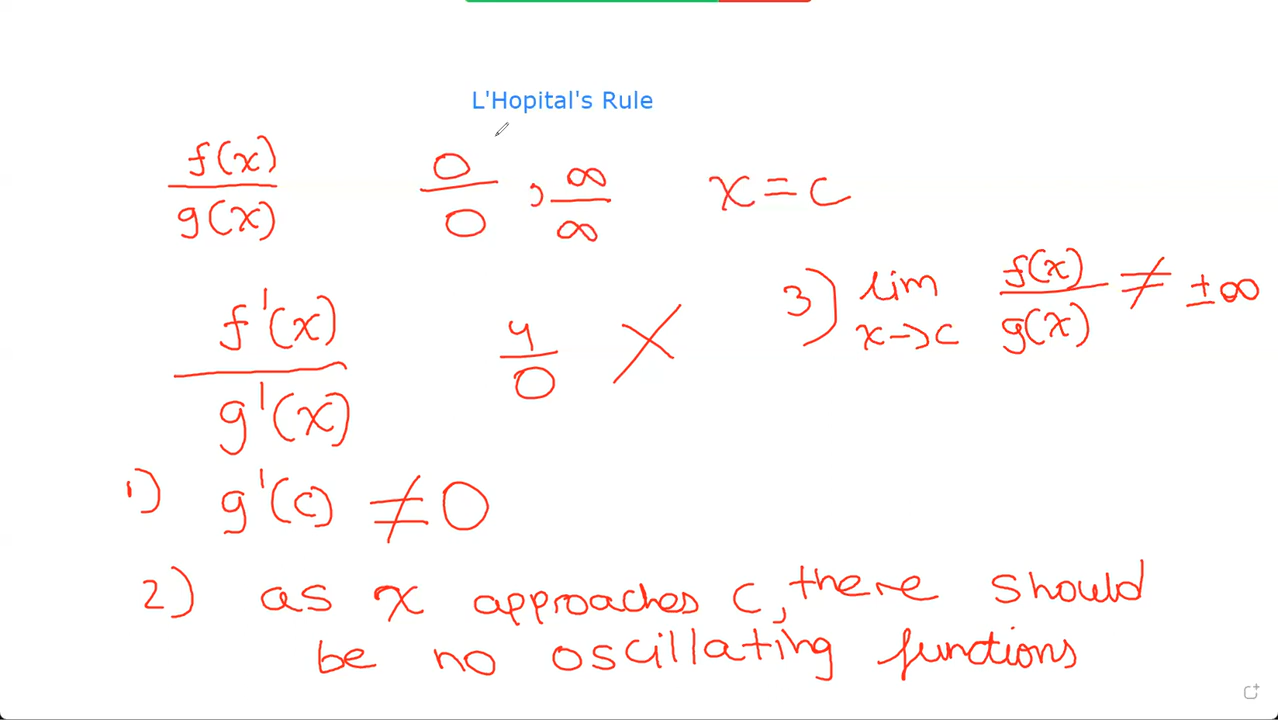 L'Hopital's Rule
f(x)/g(x) 0/0 , ∞/∞ x = c
f'(x)/g'(x) 4/0 ✗ 3) lim x→c f(x)/g(x) ≠ ±∞
1) g'(c) ≠ 0
2) as x approaches c, there should
be no oscillating functions